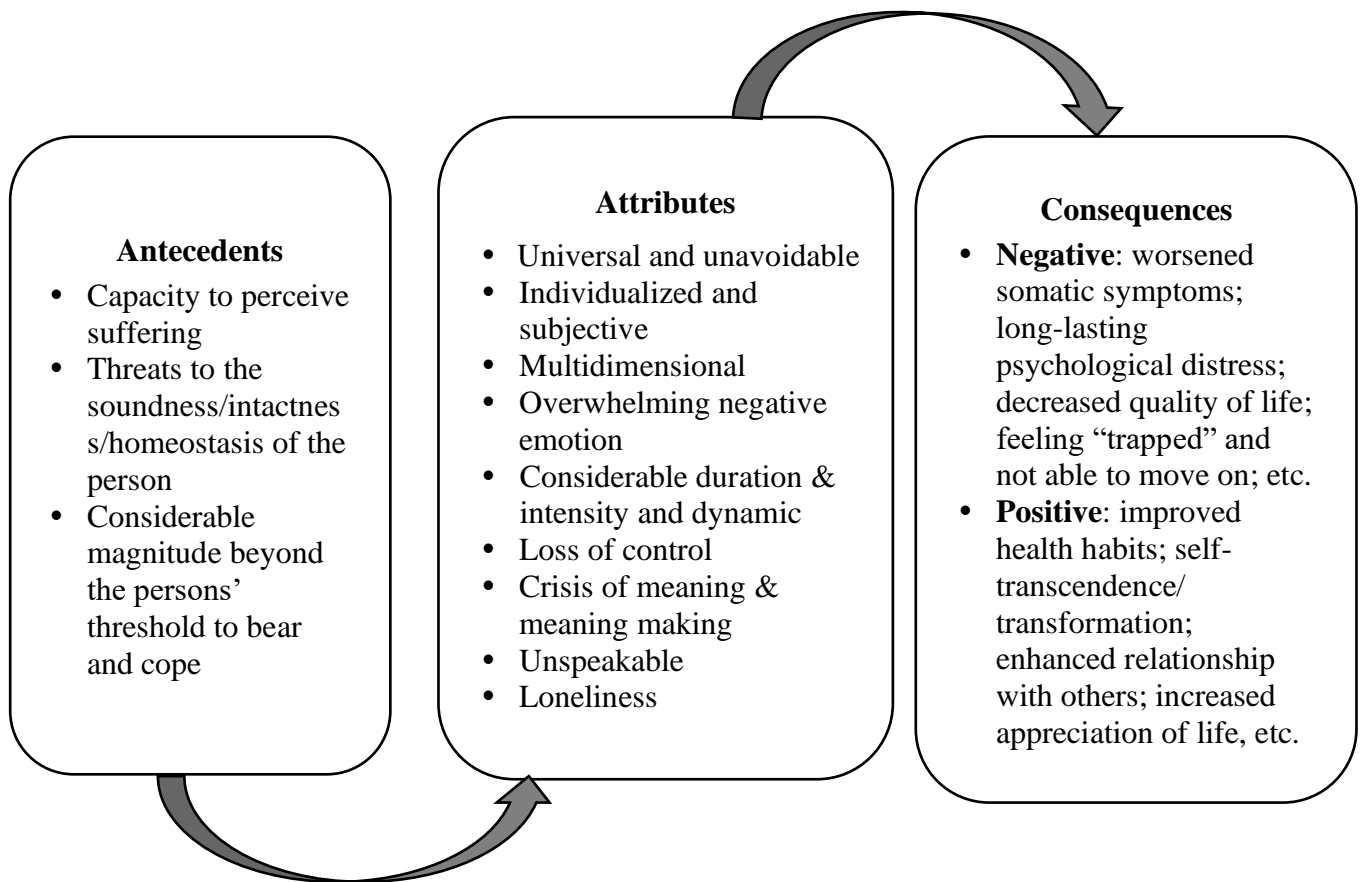 Antecedents
• Capacity to perceive
suffering
• Threats to the
soundness/intactnes
s/homeostasis of the
person
• Considerable
magnitude beyond
the persons’
threshold to bear
and cope
Attributes
• Universal and unavoidable
• Individualized and
subjective
• Multidimensional
• Overwhelming negative
emotion
• Considerable duration &
intensity and dynamic
• Loss of control
• Crisis of meaning &
meaning making
• Unspeakable
• Loneliness
Consequences
• Negative: worsened
somatic symptoms;
long-lasting
psychological distress;
decreased quality of life;
feeling “trapped” and
not able to move on; etc.
• Positive: improved
health habits; self-
transcendence/
transformation;
enhanced relationship
with others; increased
appreciation of life, etc.